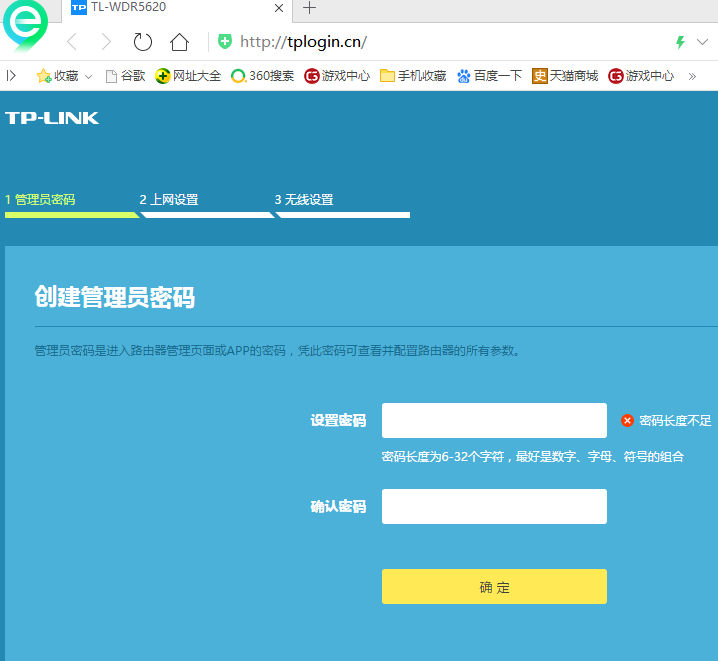 TP TL-WDR5620
http://tplogin.cn/
收藏 谷歌 网址大全 360搜索 游戏中心 手机收藏 百度一下 史 天猫商城 游戏中心 »
TP-LINK
1 管理员密码 2 上网设置 3 无线设置
创建管理员密码
管理员密码是进入路由器管理页面或APP的密码，凭此密码可查看并配置路由器的所有参数。
设置密码 密码长度不足
密码长度为6-32个字符，最好是数字、字母、符号的组合
确认密码
确 定